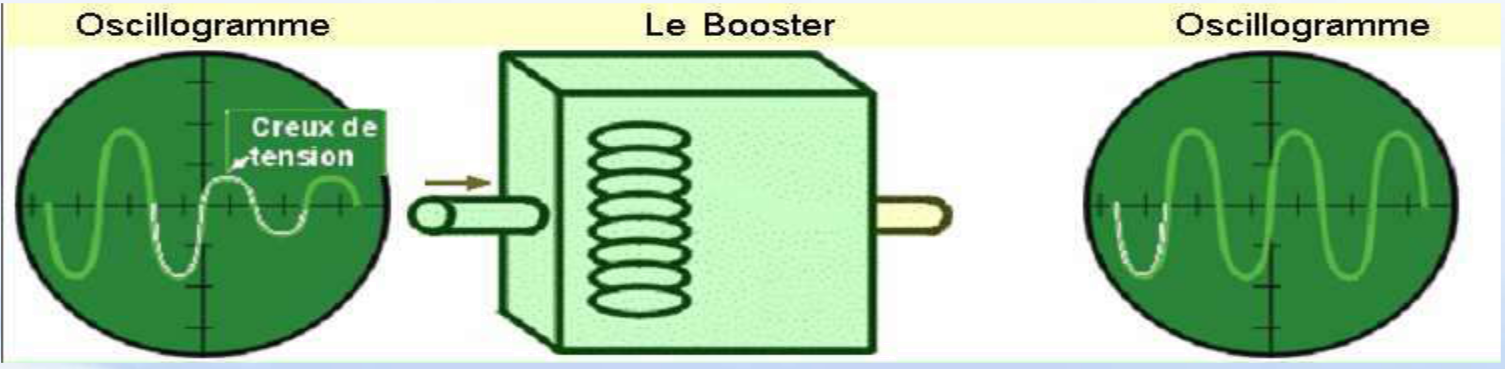 Oscillogramme
Le Booster
Oscillogramme
Creux de
tension